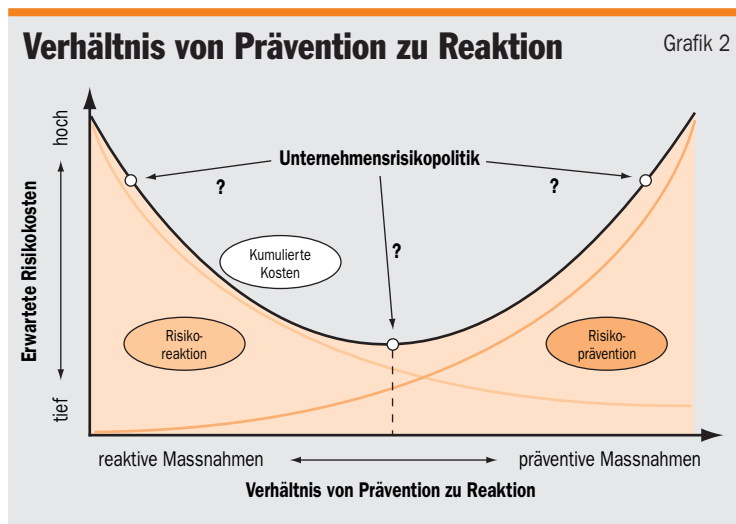 Verhältnis von Prävention zu Reaktion
Grafik 2
hoch
Erwartete Risikokosten
tief
Unternehmensrisikopolitik
?
?
?
Kumulierte
Kosten
Risiko-
reaktion
Risiko-
prävention
reaktive Massnahmen
präventive Massnahmen
Verhältnis von Prävention zu Reaktion